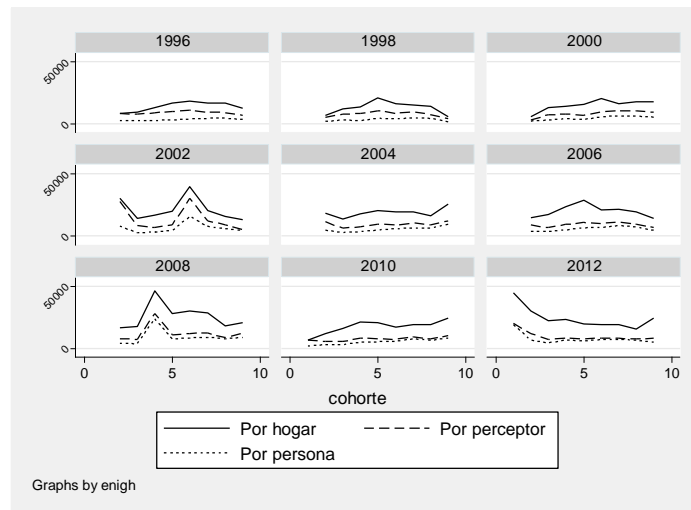 1996 1998 2000
50000
0
2002 2004 2006
50000
0
2008 2010 2012
50000
0
0 5 10 0 5 10 0 5 10
cohorte
Por hogar Por perceptor
Por persona
Graphs by enigh